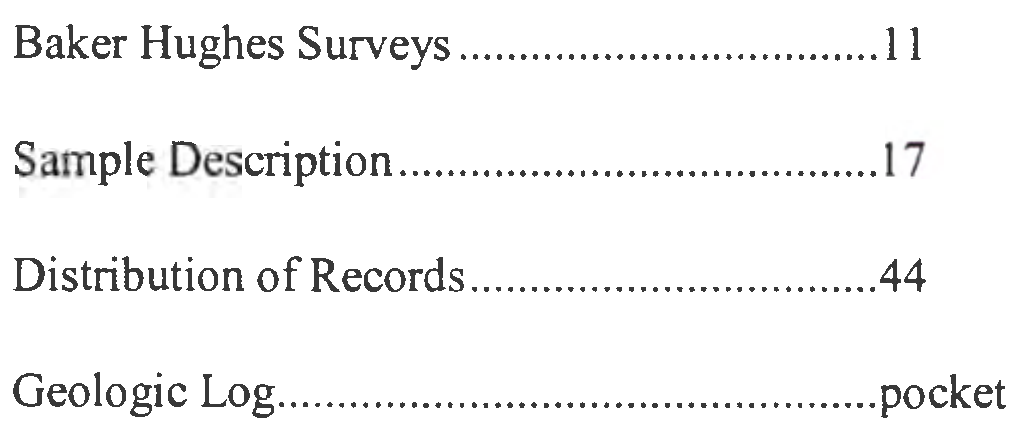 Baker Hughes Surveys...................................11
Sample Description........................................17
Distribution of Records..................................44
Geologic Log..................................................pocket